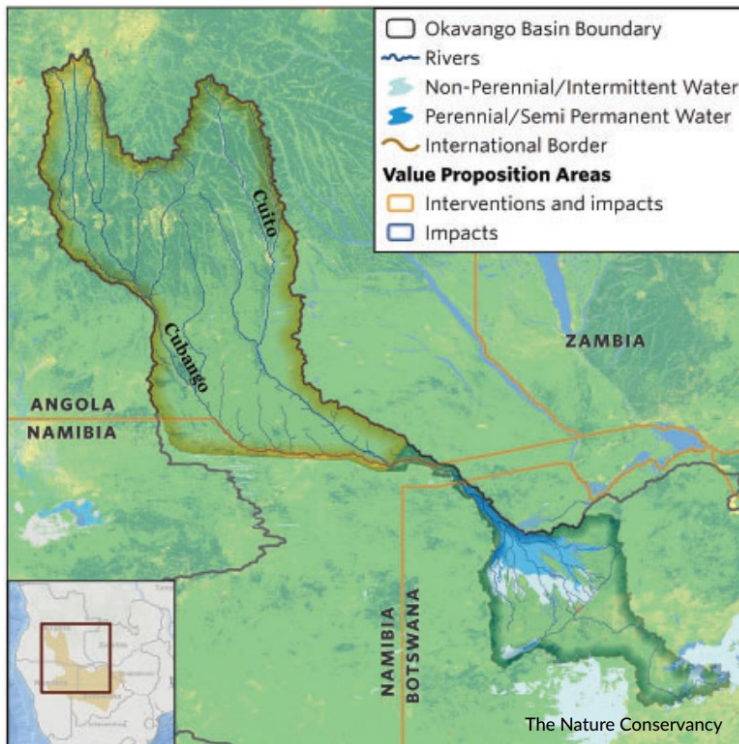 Okavango Basin Boundary
Rivers
Non-Perennial/Intermittent Water
Perennial/Semi Permanent Water
International Border
Value Proposition Areas
Interventions and impacts
Impacts
Cuito
Cubango
ZAMBIA
ANGOLA
NAMIBIA
NAMIBIA
BOTSWANA
The Nature Conservancy